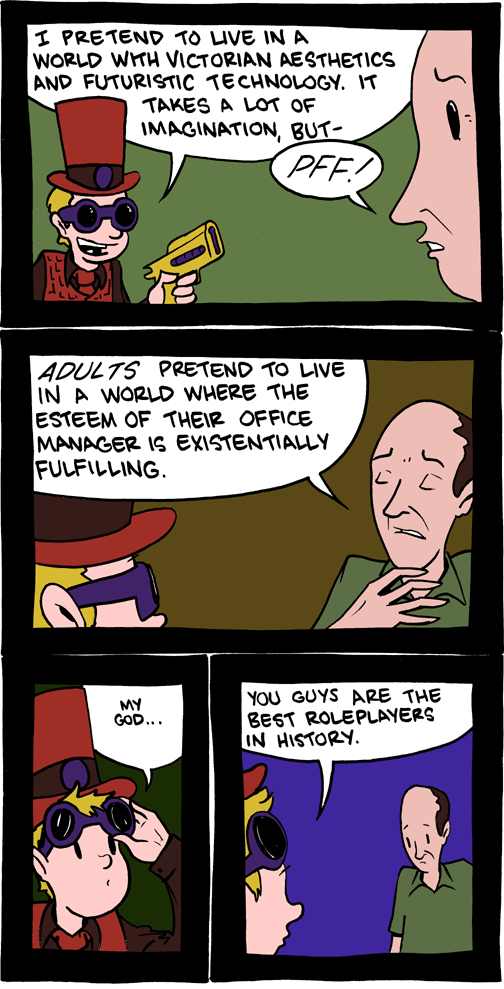 I PRETEND TO LIVE IN A
WORLD WITH VICTORIAN AESTHETICS
AND FUTURISTIC TECHNOLOGY. IT
TAKES A LOT OF
IMAGINATION, BUT-
PFF!
ADULTS PRETEND TO LIVE
IN A WORLD WHERE THE
ESTEEM OF THEIR OFFICE
MANAGER IS EXISTENTIALLY
FULFILLING.
MY
GOD...
YOU GUYS ARE THE
BEST ROLEPLAYERS
IN HISTORY.